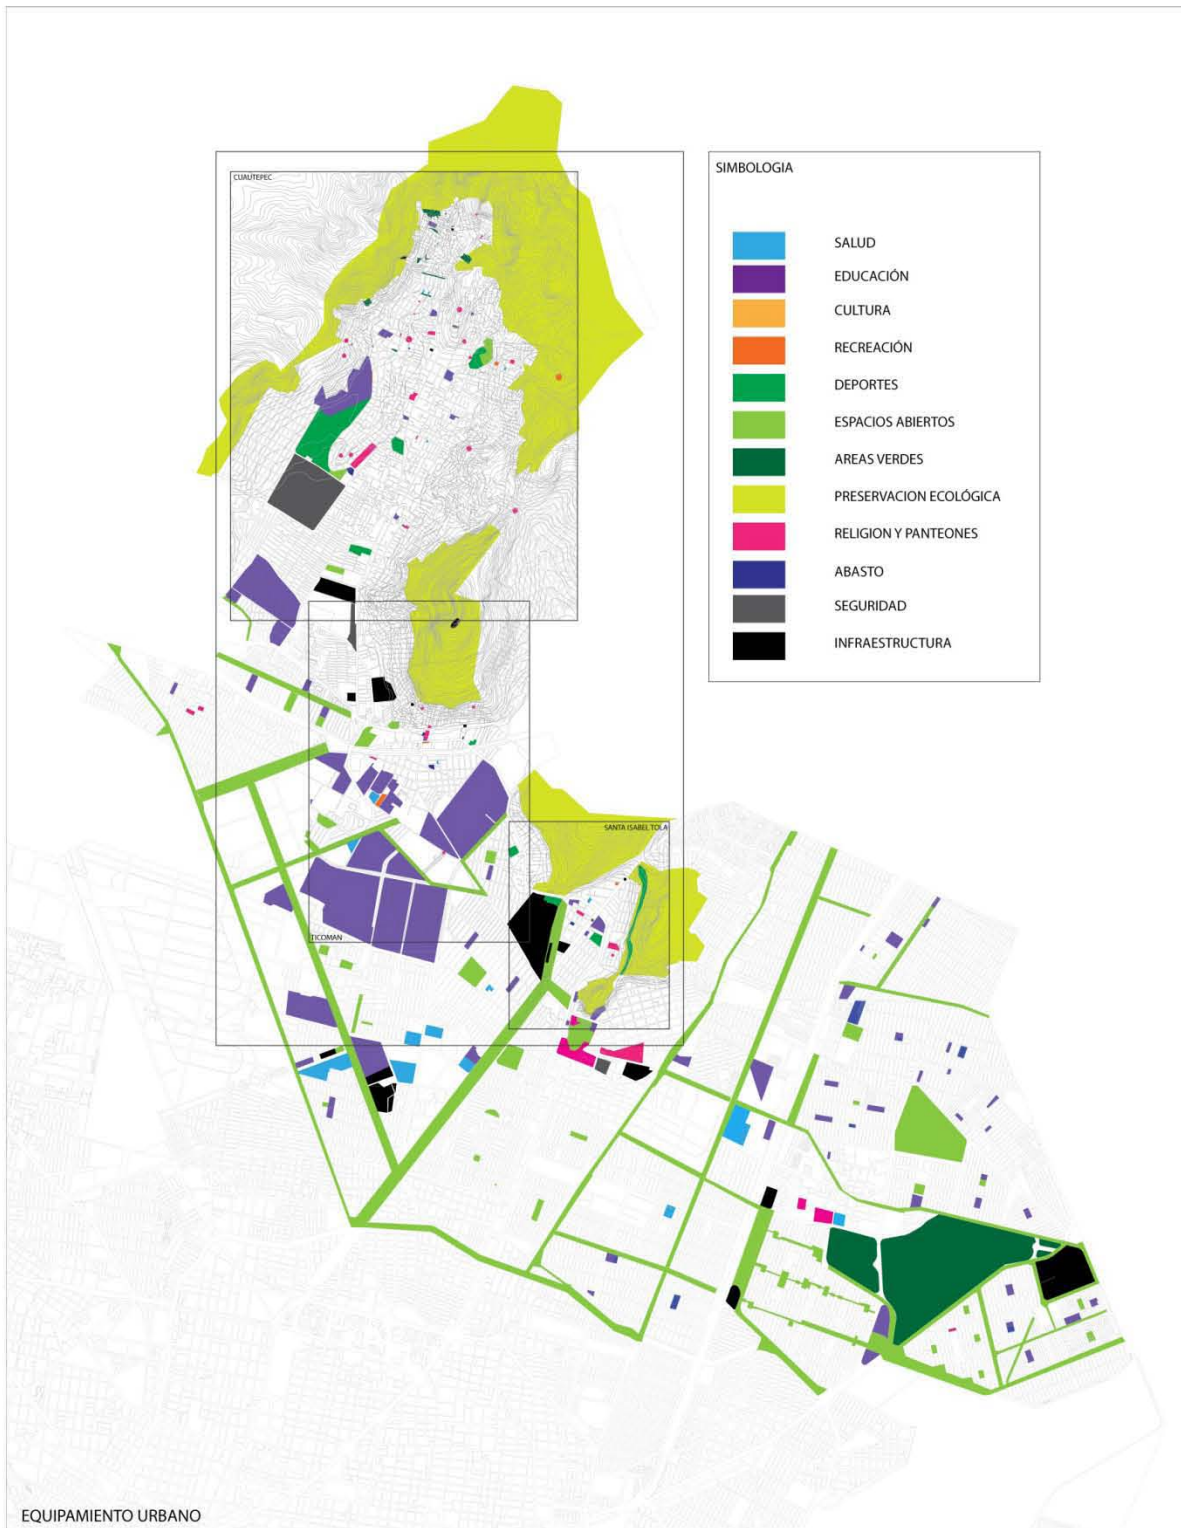 CUAUTEPEC
SIMBOLOGIA
SALUD
EDUCACIÓN
CULTURA
RECREACIÓN
DEPORTES
ESPACIOS ABIERTOS
AREAS VERDES
PRESERVACION ECOLÓGICA
RELIGION Y PANTEONES
ABASTO
SEGURIDAD
INFRAESTRUCTURA
SANTA ISABEL TOLA
TICOMAN
EQUIPAMIENTO URBANO